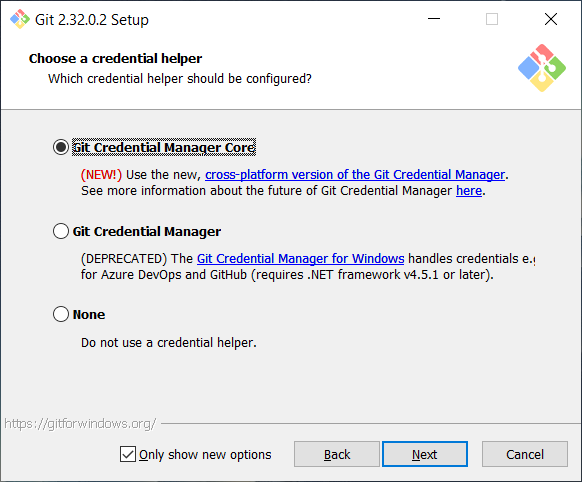 Git 2.32.0.2 Setup
Choose a credential helper
Which credential helper should be configured?
Git Credential Manager Core
(NEW!) Use the new, cross-platform version of the Git Credential Manager.
See more information about the future of Git Credential Manager here.
Git Credential Manager
(DEPRECATED) The Git Credential Manager for Windows handles credentials e.g
for Azure DevOps and GitHub (requires .NET framework v4.5.1 or later).
None
Do not use a credential helper.
https://gitforwindows.org/
Only show new options
Back
Next
Cancel